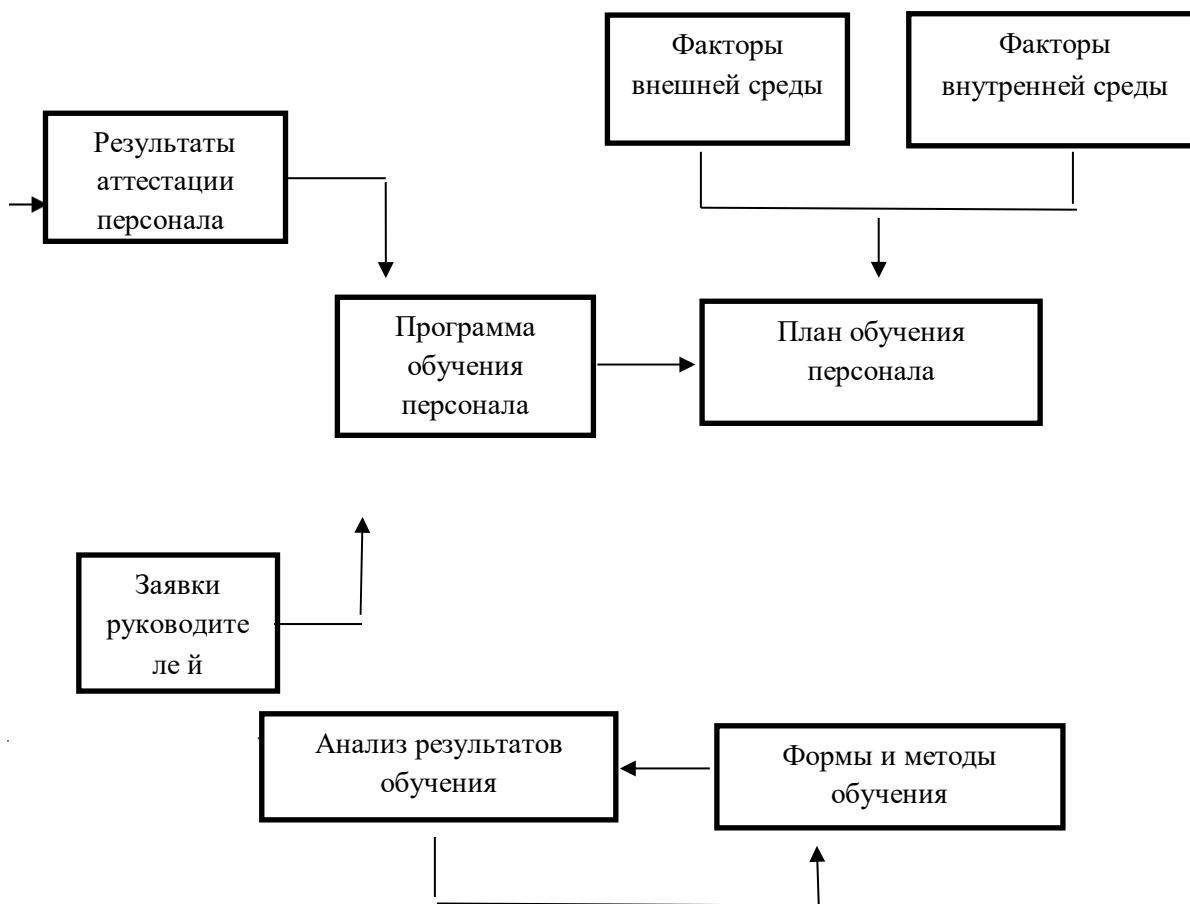 Факторы
внешней среды
Факторы
внутренней среды
Результаты
аттестации
персонала
Программа
обучения
персонала
План обучения
персонала
Заявки
руководите
ле й
Анализ результатов
обучения
Формы и методы
обучения